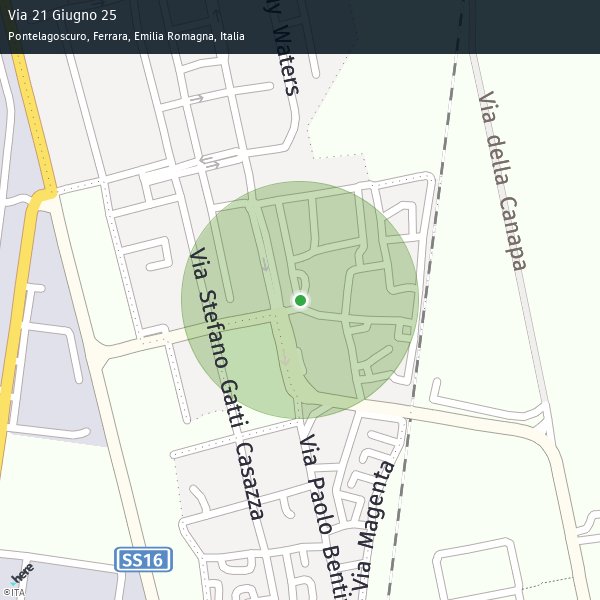 Via 21 Giugno 25
Pontelagoscuro, Ferrara, Emilia Romagna, Italia
Waters
Via della Canapa
Via Stefano Gatti Casazza
Via Paolo Benti
Via Magenta
SS16
here
©ITA